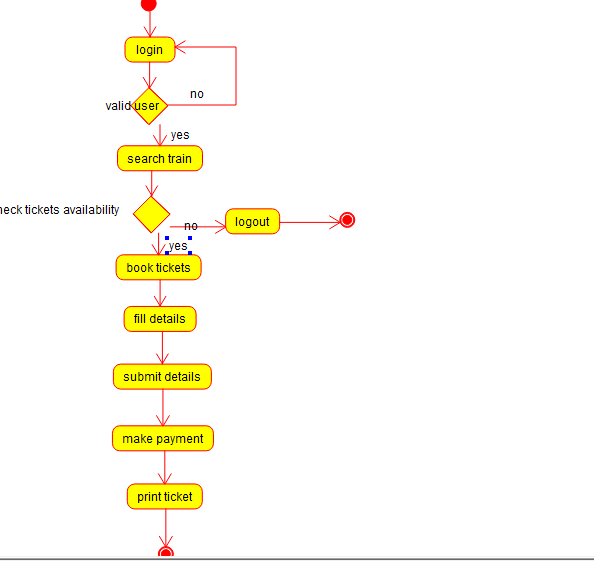 login
no
valid user
yes
search train
heck tickets availability
no
logout
yes
book tickets
fill details
submit details
make payment
print ticket